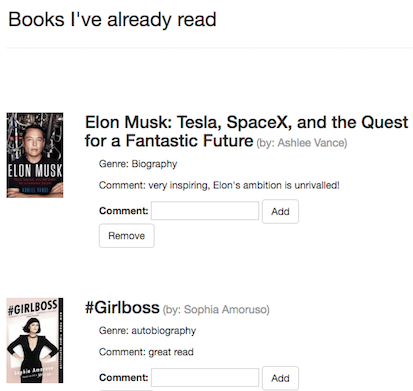 Books I've already read
ELON MUSK
ASHLEE VANCE
Elon Musk: Tesla, SpaceX, and the Quest
for a Fantastic Future (by: Ashlee Vance)
Genre: Biography
Comment: very inspiring, Elon's ambition is unrivalled!
Comment: Add
Remove
#GIRLBOSS
Sophia Amoruso
#Girlboss (by: Sophia Amoruso)
Genre: autobiography
Comment: great read
Comment: Add